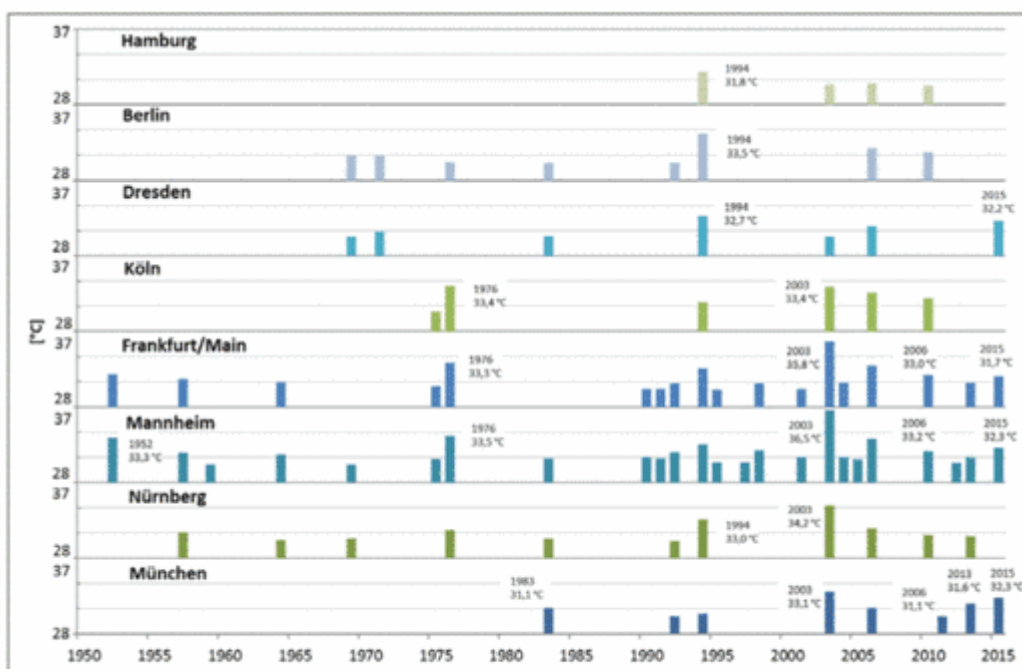 37
Hamburg
1994
31,8 °C
28
37
Berlin
1994
33,5 °C
28
37
Dresden
1994
32,7 °C
2015
32,2 °C
28
37
Köln
1976
33,4 °C
2003
33,4 °C
28
[°C]
37
Frankfurt/Main
1976
33,3 °C
2003
35,8 °C
2006
33,0 °C
2015
31,7 °C
28
37
Mannheim
1952
33,3 °C
1976
33,5 °C
2003
36,5 °C
2006
33,2 °C
2015
32,3 °C
28
37
Nürnberg
1994
33,0 °C
2003
34,2 °C
28
37
München
1983
31,1 °C
2003
33,1 °C
2006
31,1 °C
2013
31,6 °C
2015
32,3 °C
28
1950 1955 1960 1965 1970 1975 1980 1985 1990 1995 2000 2005 2010 2015